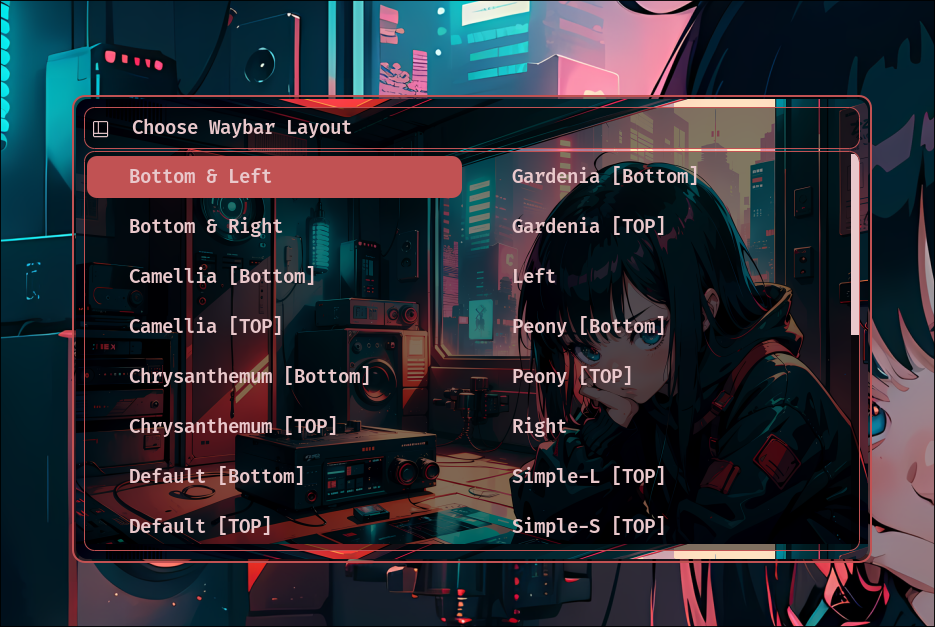 Choose Waybar Layout
Bottom & Left
Bottom & Right
Camellia [Bottom]
Camellia [TOP]
Chrysanthemum [Bottom]
Chrysanthemum [TOP]
Default [Bottom]
Default [TOP]
Gardenia [Bottom]
Gardenia [TOP]
Left
Peony [Bottom]
Peony [TOP]
Right
Simple-L [TOP]
Simple-S [TOP]